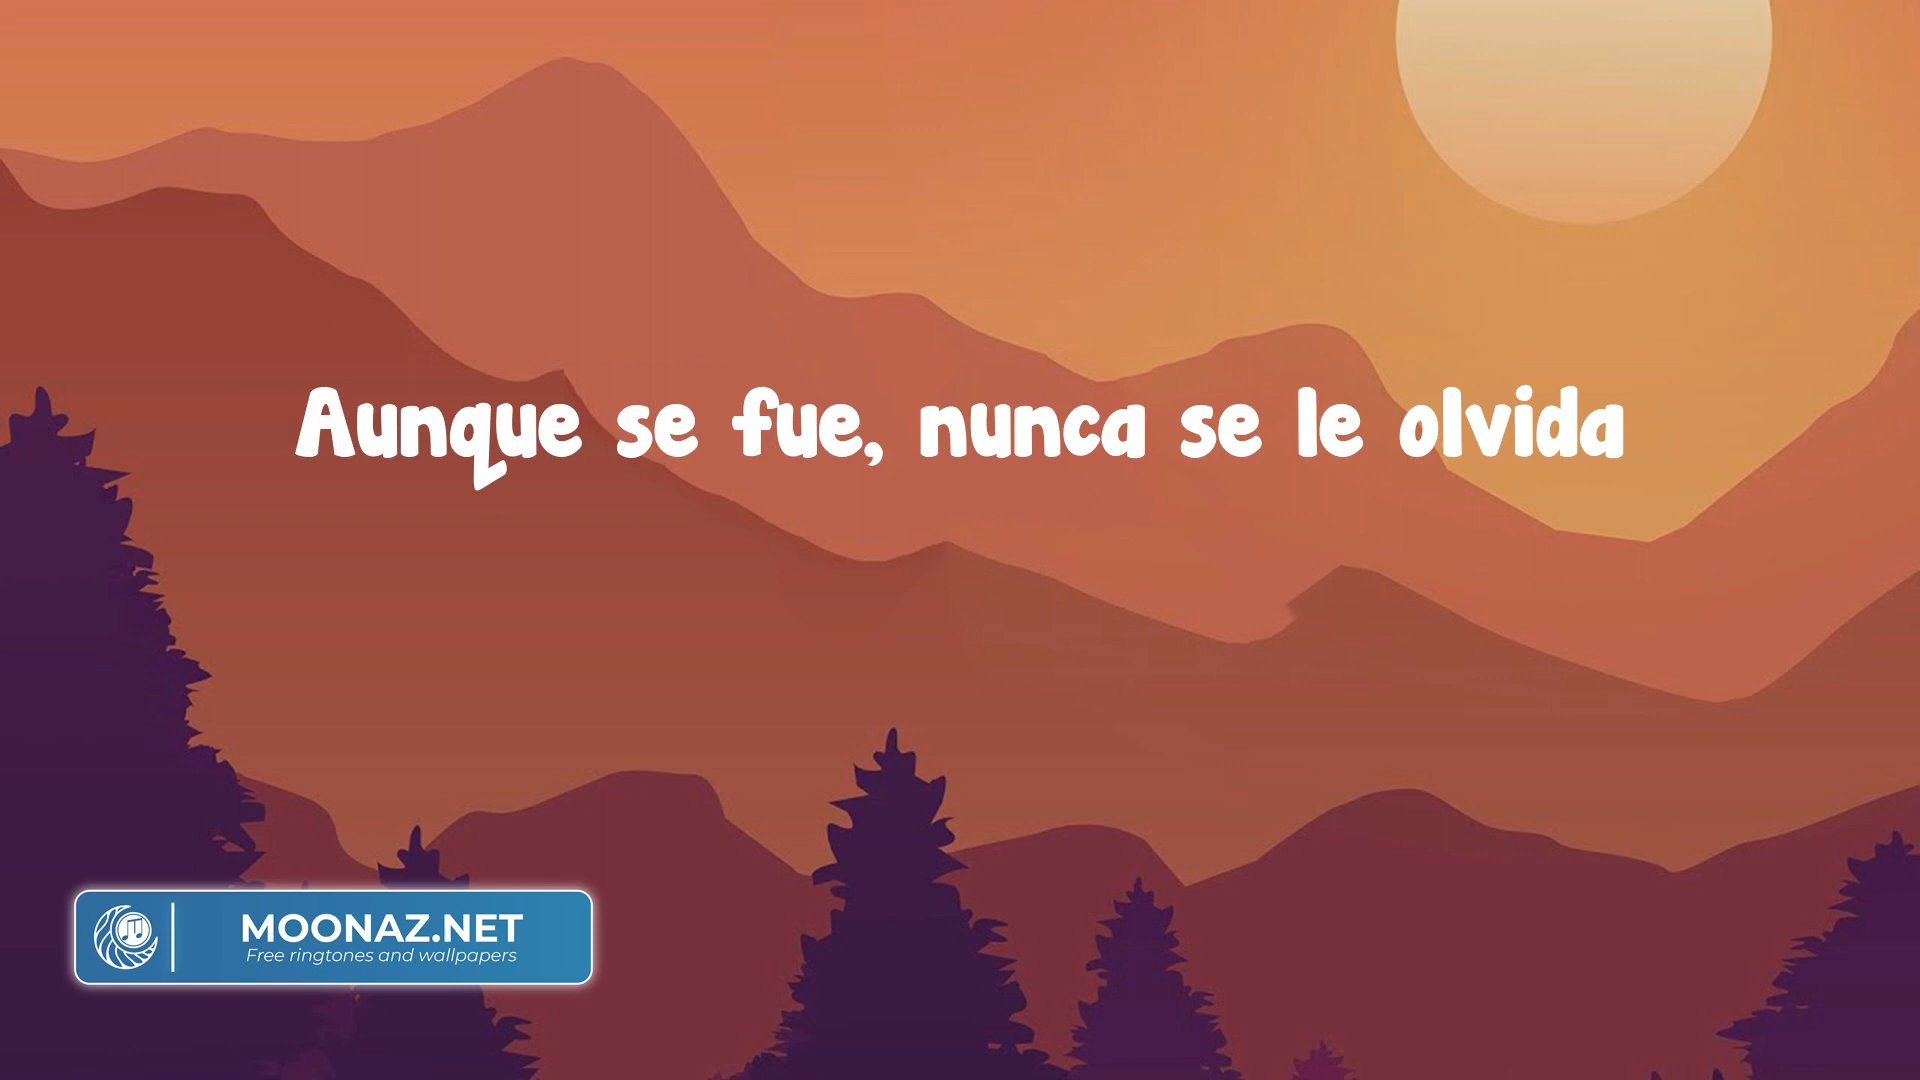 Aunque se fue, nunca se le olvida
MOONAZ.NET
Free ringtones and wallpapers